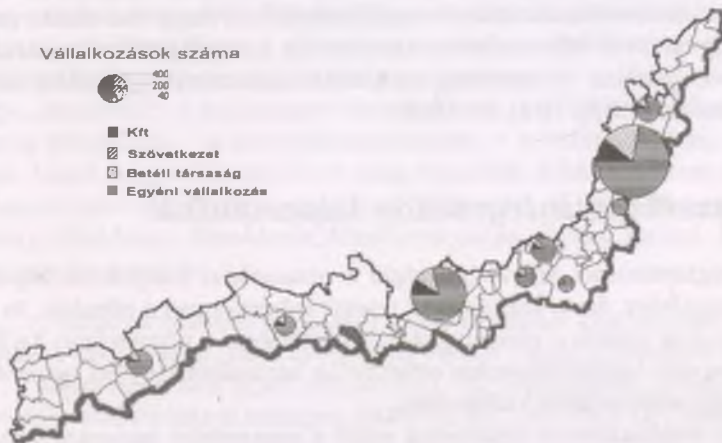 Vállalkozások száma
400
200
40
Kft
Szövetkezet
Betéti társaság
Egyéni vállalkozás